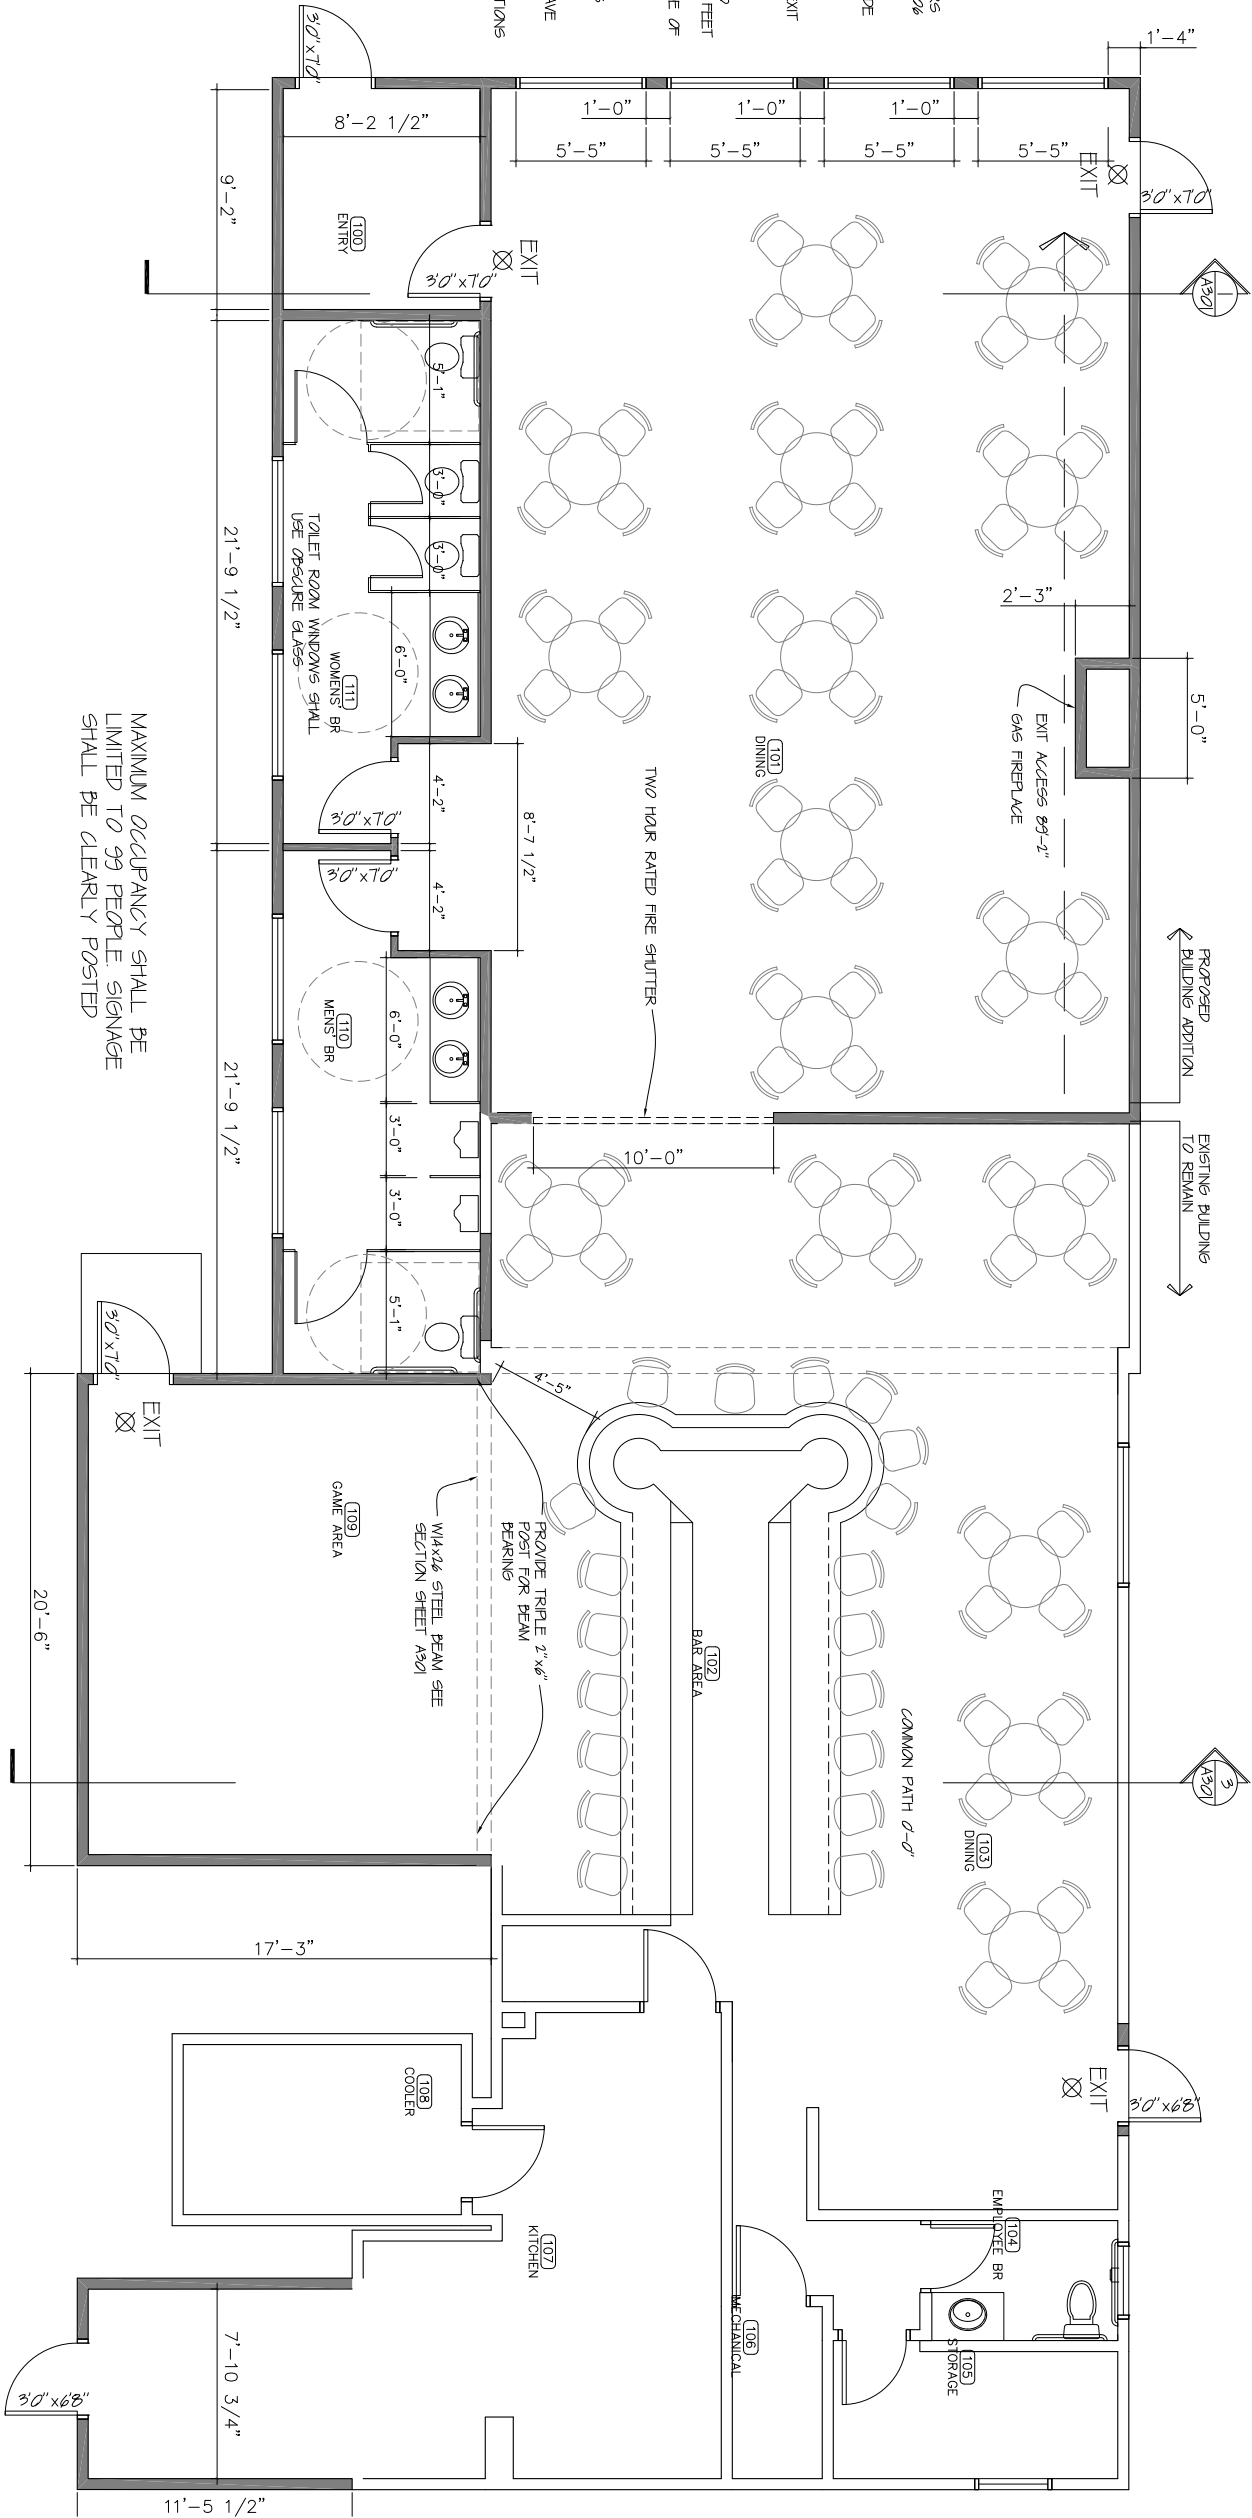 MAXIMUM OCCUPANCY SHALL BE
LIMITED TO 99 PEOPLE. SIGNAGE
SHALL BE CLEARLY POSTED
PROPOSED
BUILDING ADDITION
EXISTING BUILDING
TO REMAIN
1
A301
3
A301
EXIT ACCESS 89'-2"
GAS FIREPLACE
TWO HOUR RATED FIRE SHUTTER
TOILET ROOM WINDOWS SHALL
USE OBSCURE GLASS
PROVIDE TRIPLE 2"x6"
POST FOR BEAM
BEARING
W14x26 STEEL BEAM SEE
SECTION SHEET A301
COMMON PATH 0'-0"
100
ENTRY
101
DINING
102
BAR AREA
103
DINING
104
EMPLOYEE BR
105
STORAGE
106
MECHANICAL
107
KITCHEN
108
COOLER
109
GAME AREA
110
MENS' BR
111
WOMENS' BR
EXIT
EXIT
EXIT
EXIT
3'0"x7'0"
3'0"x7'0"
3'0"x7'0"
3'0"x7'0"
3'0"x7'0"
3'0"x7'0"
3'0"x6'8"
3'0"x6'8"
1'-4"
1'-0"
1'-0"
1'-0"
5'-5"
5'-5"
5'-5"
5'-5"
8'-2 1/2"
9'-2"
21'-9 1/2"
21'-9 1/2"
5'-1"
3'-0"
3'-0"
6'-0"
4'-2"
4'-2"
8'-7 1/2"
6'-0"
3'-0"
3'-0"
5'-1"
2'-3"
5'-0"
10'-0"
4'-5"
20'-6"
17'-3"
7'-10 3/4"
11'-5 1/2"
EXIT
FEET
E OF
TIONS